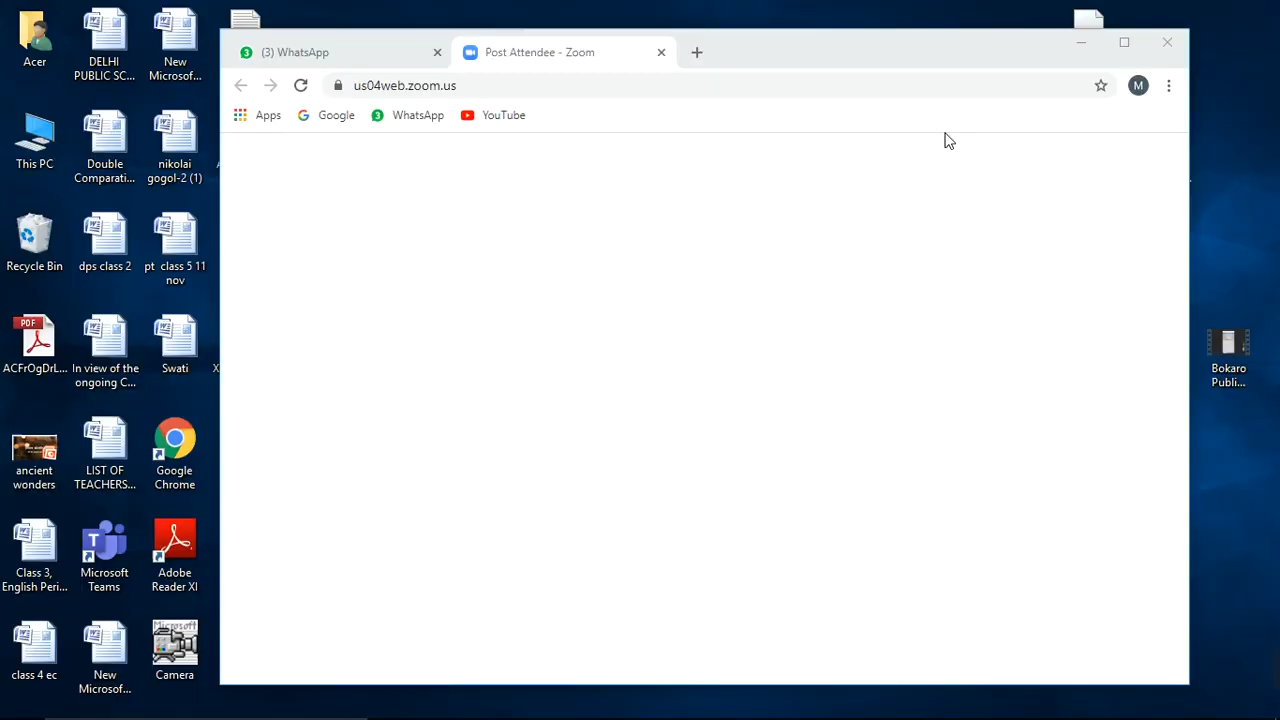 (3) WhatsApp
Post Attendee - Zoom
us04web.zoom.us
M
Apps
Google
WhatsApp
YouTube
Acer
DELHI
PUBLIC SC...
New
Microsof...
This PC
Double
Comparati...
nikolai
gogol-2 (1)
Recycle Bin
dps class 2
pt class 5 11
nov
PDF
ACFrOgDrL...
In view of the
ongoing C...
Swati
X
ancient
wonders
LIST OF
TEACHERS...
Google
Chrome
Class 3,
English Peri...
Microsoft
Teams
Adobe
Reader XI
class 4 ec
New
Microsof...
Microsoft
Camera
Bokaro
Publi...